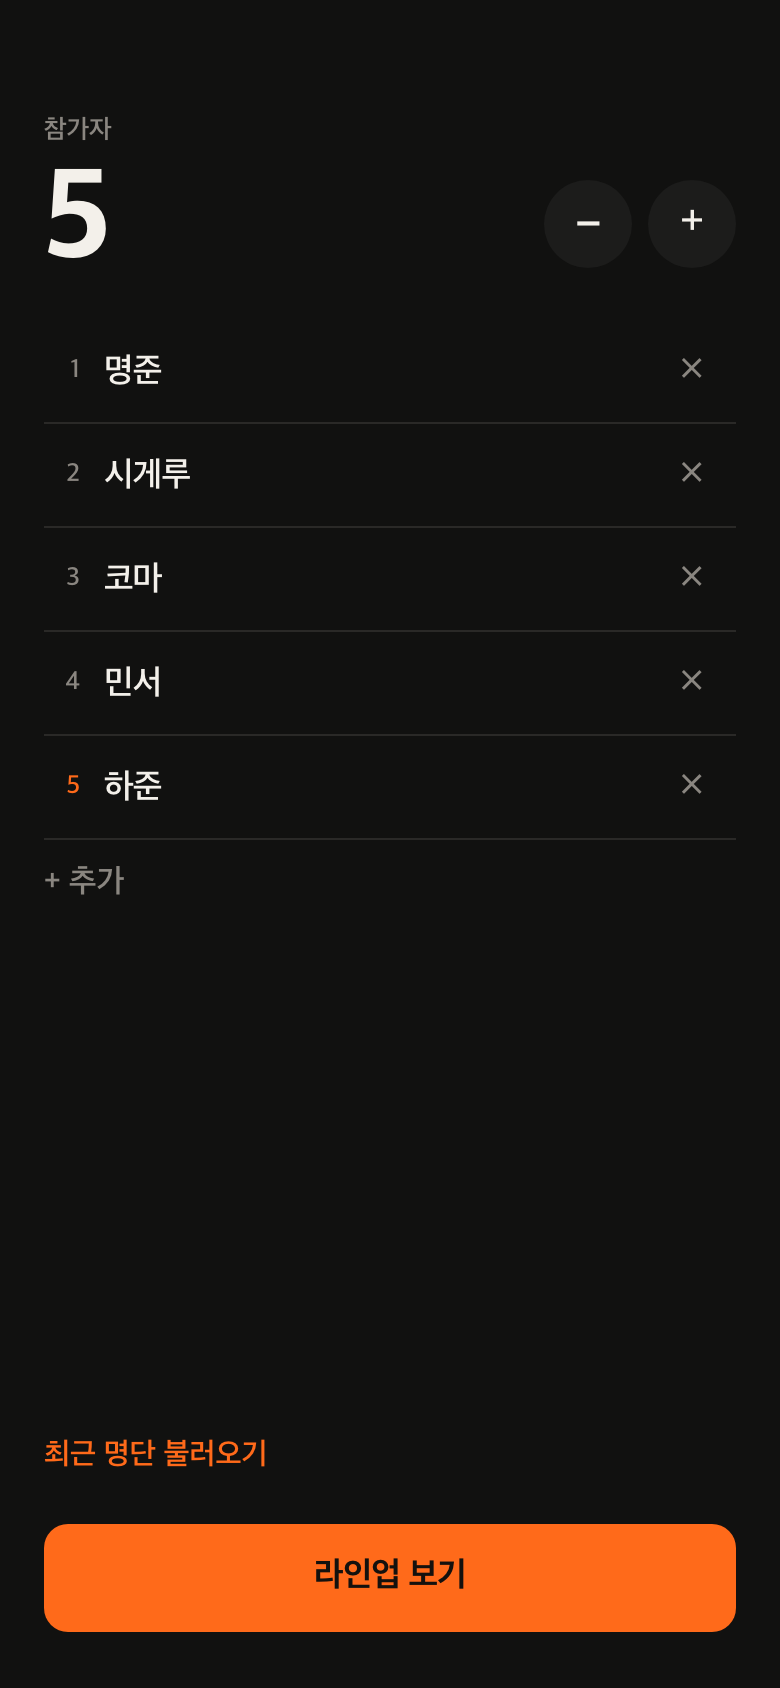 참가자
5
− +
1 명준 ×
2 시게루 ×
3 코마 ×
4 민서 ×
5 하준 ×
+ 추가
최근 명단 불러오기
라인업 보기